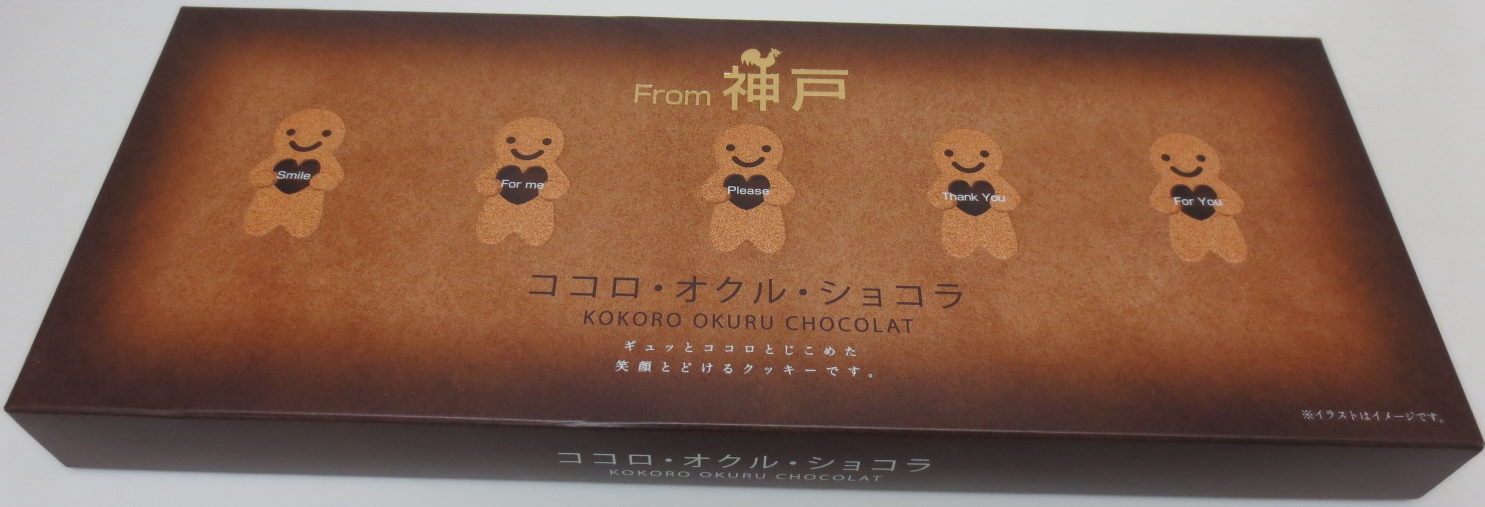 From 神戸
Smile
For me
Please
Thank You
For You
ココロ・オクル・ショコラ
KOKORO OKURU CHOCOLAT
ギュッとココロとじこめた
笑顔とどけるクッキーです。
※イラストはイメージです。
ココロ・オクル・ショコラ
KOKORO OKURU CHOCOLAT